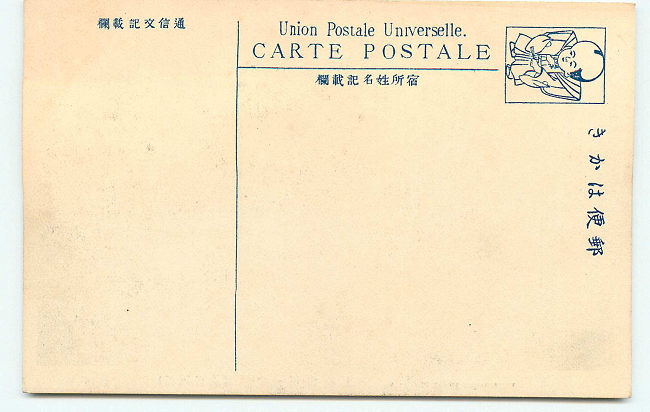 通信文記載欄
Union Postale Universelle.
CARTE POSTALE
宿所姓名記載欄
郵便はかき